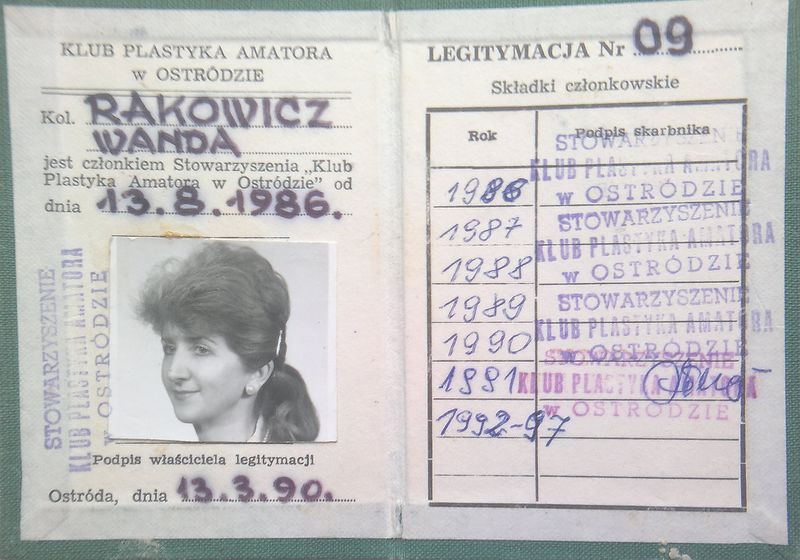 KLUB PLASTYKA AMATORA
w OSTRÓDZIE
Kol. RAKOWICZ
WANDA
jest członkiem Stowarzyszenia „Klub
Plastyka Amatora w Ostródzie” od
dnia 13.8.1986.
STOWARZYSZENIE
KLUB PLASTYKA AMATORA
w OSTRÓDZIE
Podpis właściciela legitymacji
Ostróda, dnia 13.3.90.
LEGITYMACJA Nr 09
Składki członkowskie
Rok Podpis skarbnika
STOWARZYSZENIE
KLUB PLASTYKA AMATORA
1986 w OSTRÓDZIE
1987 STOWARZYSZENIE
KLUB PLASTYKA AMATORA
1988 w OSTRÓDZIE
1989 STOWARZYSZENIE
KLUB PLASTYKA AMATORA
1990 w OSTRÓDZIE
STOWARZYSZENIE
1991 KLUB PLASTYKA AMATORA
w OSTRÓDZIE
1992-97